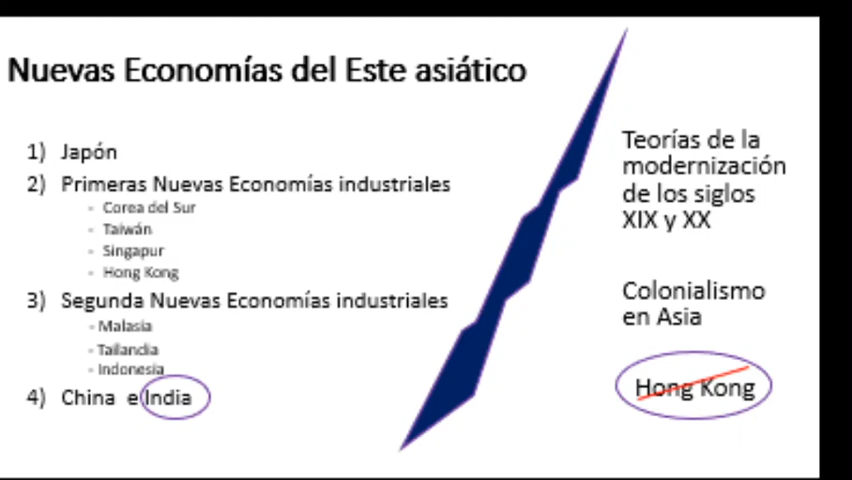 Nuevas Economías del Este asiático
1) Japón
2) Primeras Nuevas Economías industriales
- Corea del Sur
- Taiwán
- Singapur
- Hong Kong
3) Segunda Nuevas Economías industriales
- Malasia
- Tailandia
- Indonesia
4) China e India
Teorías de la
modernización
de los siglos
XIX y XX
Colonialismo
en Asia
Hong Kong